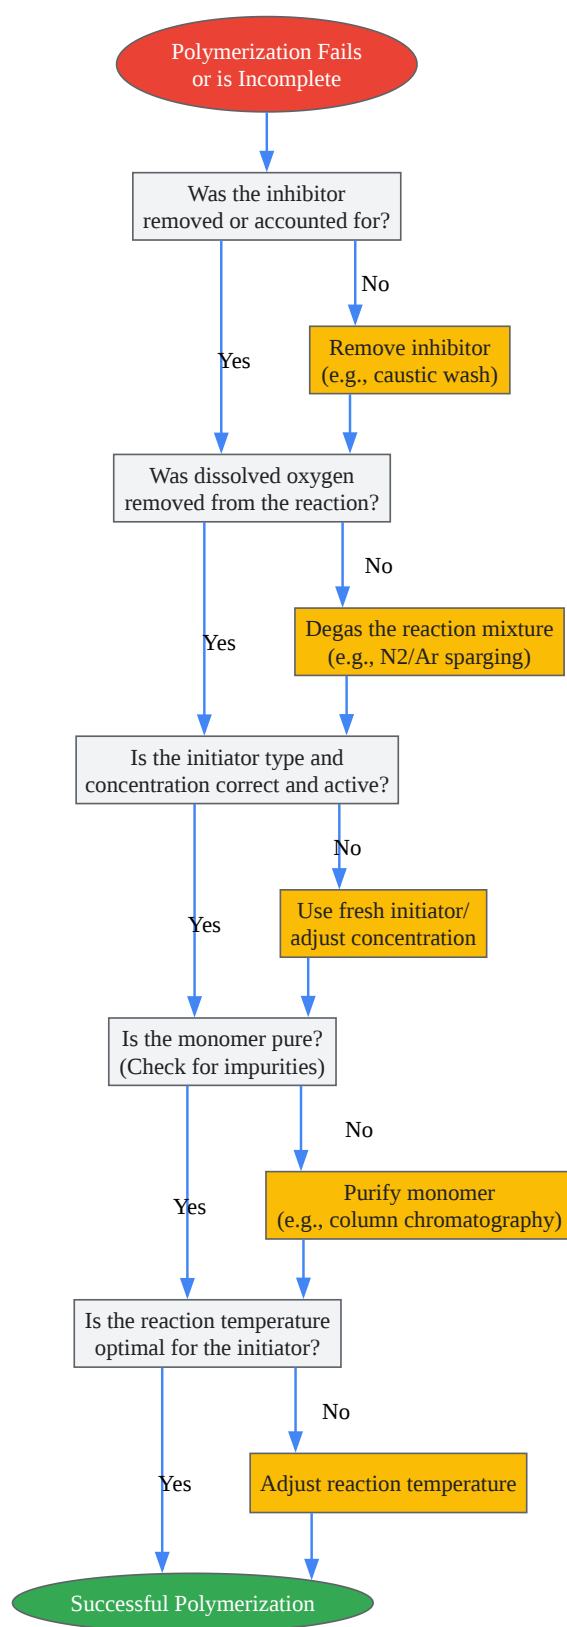 Polymerization Fails
or is Incomplete
Was the inhibitor
removed or accounted for?
No
Yes
Remove inhibitor
(e.g., caustic wash)
Was dissolved oxygen
removed from the reaction?
No
Yes
Degas the reaction mixture
(e.g., N2/Ar sparging)
Is the initiator type and
concentration correct and active?
No
Yes
Use fresh initiator/
adjust concentration
Is the monomer pure?
(Check for impurities)
No
Yes
Purify monomer
(e.g., column chromatography)
Is the reaction temperature
optimal for the initiator?
No
Yes
Adjust reaction temperature
Successful Polymerization